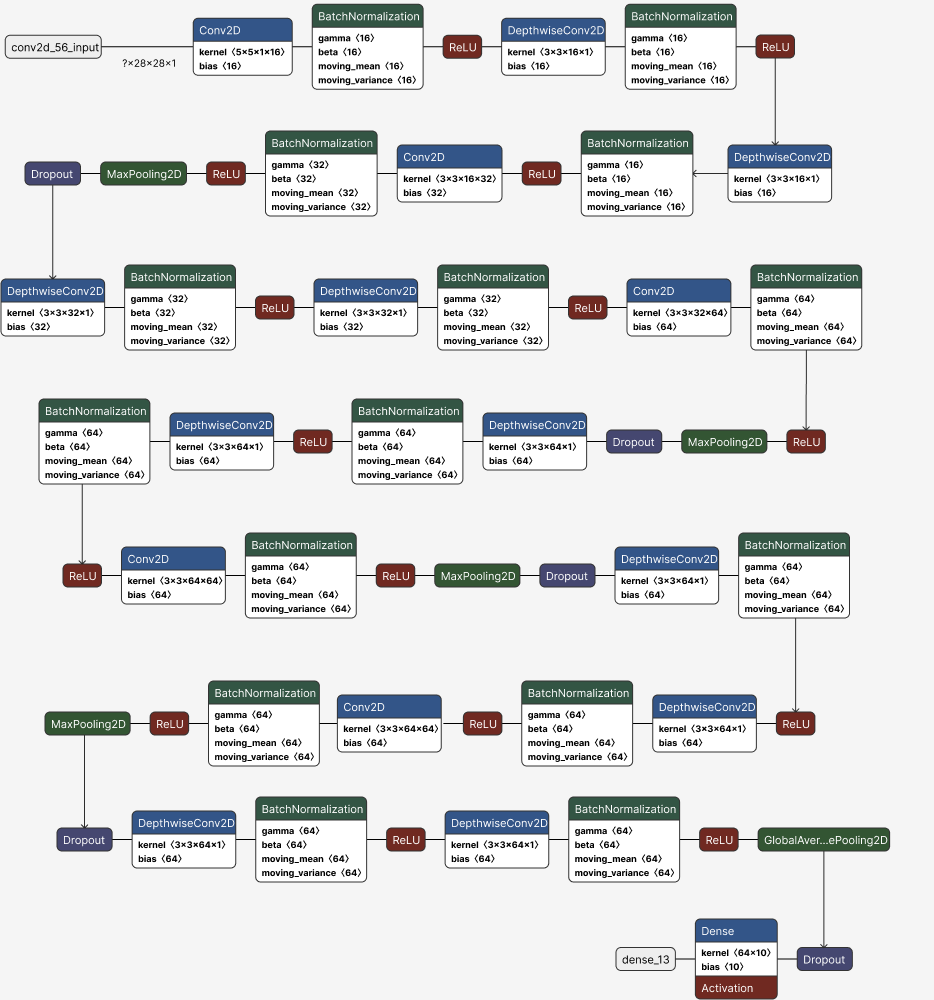 conv2d_56_input
?×28×28×1
Conv2D
kernel 〈5×5×1×16〉
bias 〈16〉
BatchNormalization
gamma 〈16〉
beta 〈16〉
moving_mean 〈16〉
moving_variance 〈16〉
ReLU
DepthwiseConv2D
kernel 〈3×3×16×1〉
bias 〈16〉
BatchNormalization
gamma 〈16〉
beta 〈16〉
moving_mean 〈16〉
moving_variance 〈16〉
ReLU
DepthwiseConv2D
kernel 〈3×3×16×1〉
bias 〈16〉
BatchNormalization
gamma 〈16〉
beta 〈16〉
moving_mean 〈16〉
moving_variance 〈16〉
ReLU
Conv2D
kernel 〈3×3×16×32〉
bias 〈32〉
BatchNormalization
gamma 〈32〉
beta 〈32〉
moving_mean 〈32〉
moving_variance 〈32〉
ReLU
MaxPooling2D
Dropout
DepthwiseConv2D
kernel 〈3×3×32×1〉
bias 〈32〉
BatchNormalization
gamma 〈32〉
beta 〈32〉
moving_mean 〈32〉
moving_variance 〈32〉
ReLU
DepthwiseConv2D
kernel 〈3×3×32×1〉
bias 〈32〉
BatchNormalization
gamma 〈32〉
beta 〈32〉
moving_mean 〈32〉
moving_variance 〈32〉
ReLU
Conv2D
kernel 〈3×3×32×64〉
bias 〈64〉
BatchNormalization
gamma 〈64〉
beta 〈64〉
moving_mean 〈64〉
moving_variance 〈64〉
ReLU
MaxPooling2D
Dropout
DepthwiseConv2D
kernel 〈3×3×64×1〉
bias 〈64〉
BatchNormalization
gamma 〈64〉
beta 〈64〉
moving_mean 〈64〉
moving_variance 〈64〉
ReLU
DepthwiseConv2D
kernel 〈3×3×64×1〉
bias 〈64〉
BatchNormalization
gamma 〈64〉
beta 〈64〉
moving_mean 〈64〉
moving_variance 〈64〉
ReLU
Conv2D
kernel 〈3×3×64×64〉
bias 〈64〉
BatchNormalization
gamma 〈64〉
beta 〈64〉
moving_mean 〈64〉
moving_variance 〈64〉
ReLU
MaxPooling2D
Dropout
DepthwiseConv2D
kernel 〈3×3×64×1〉
bias 〈64〉
BatchNormalization
gamma 〈64〉
beta 〈64〉
moving_mean 〈64〉
moving_variance 〈64〉
ReLU
DepthwiseConv2D
kernel 〈3×3×64×1〉
bias 〈64〉
BatchNormalization
gamma 〈64〉
beta 〈64〉
moving_mean 〈64〉
moving_variance 〈64〉
ReLU
Conv2D
kernel 〈3×3×64×64〉
bias 〈64〉
BatchNormalization
gamma 〈64〉
beta 〈64〉
moving_mean 〈64〉
moving_variance 〈64〉
ReLU
MaxPooling2D
Dropout
DepthwiseConv2D
kernel 〈3×3×64×1〉
bias 〈64〉
BatchNormalization
gamma 〈64〉
beta 〈64〉
moving_mean 〈64〉
moving_variance 〈64〉
ReLU
DepthwiseConv2D
kernel 〈3×3×64×1〉
bias 〈64〉
BatchNormalization
gamma 〈64〉
beta 〈64〉
moving_mean 〈64〉
moving_variance 〈64〉
ReLU
GlobalAver...ePooling2D
Dropout
Dense
kernel 〈64×10〉
bias 〈10〉
Activation
dense_13